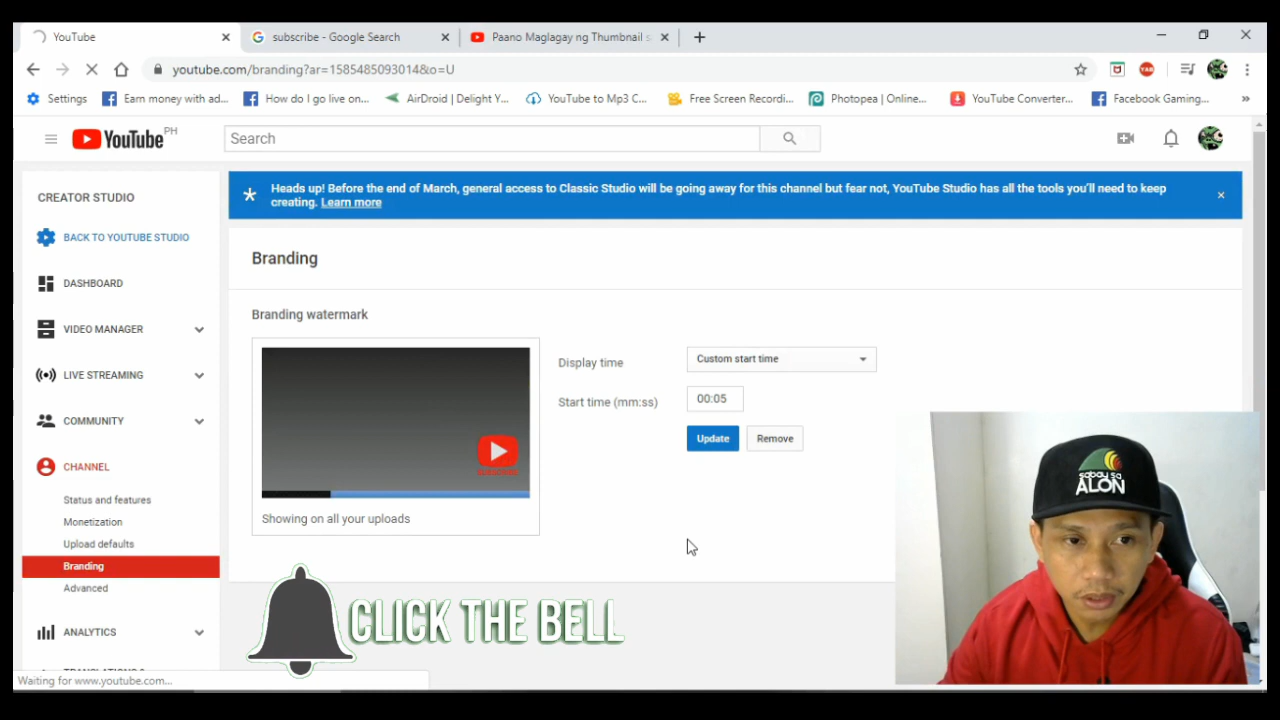 YouTube
subscribe - Google Search
Paano Maglagay ng Thumbnail s
youtube.com/branding?ar=1585485093014&o=U
Settings
Earn money with ad...
How do I go live on...
AirDroid | Delight Y...
YouTube to Mp3 C...
Free Screen Recordi...
Photopea | Online...
YouTube Converter...
Facebook Gaming...
»
YouTube PH
Search
CREATOR STUDIO
BACK TO YOUTUBE STUDIO
DASHBOARD
VIDEO MANAGER
LIVE STREAMING
COMMUNITY
CHANNEL
Status and features
Monetization
Upload defaults
Branding
Advanced
ANALYTICS
Heads up! Before the end of March, general access to Classic Studio will be going away for this channel but fear not, YouTube Studio has all the tools you'll need to keep
creating. Learn more
Branding
Branding watermark
Display time
Custom start time
Start time (mm:ss)
00:05
Update
Remove
Showing on all your uploads
CLICK THE BELL
sabay sa
ALON
Waiting for www.youtube.com...